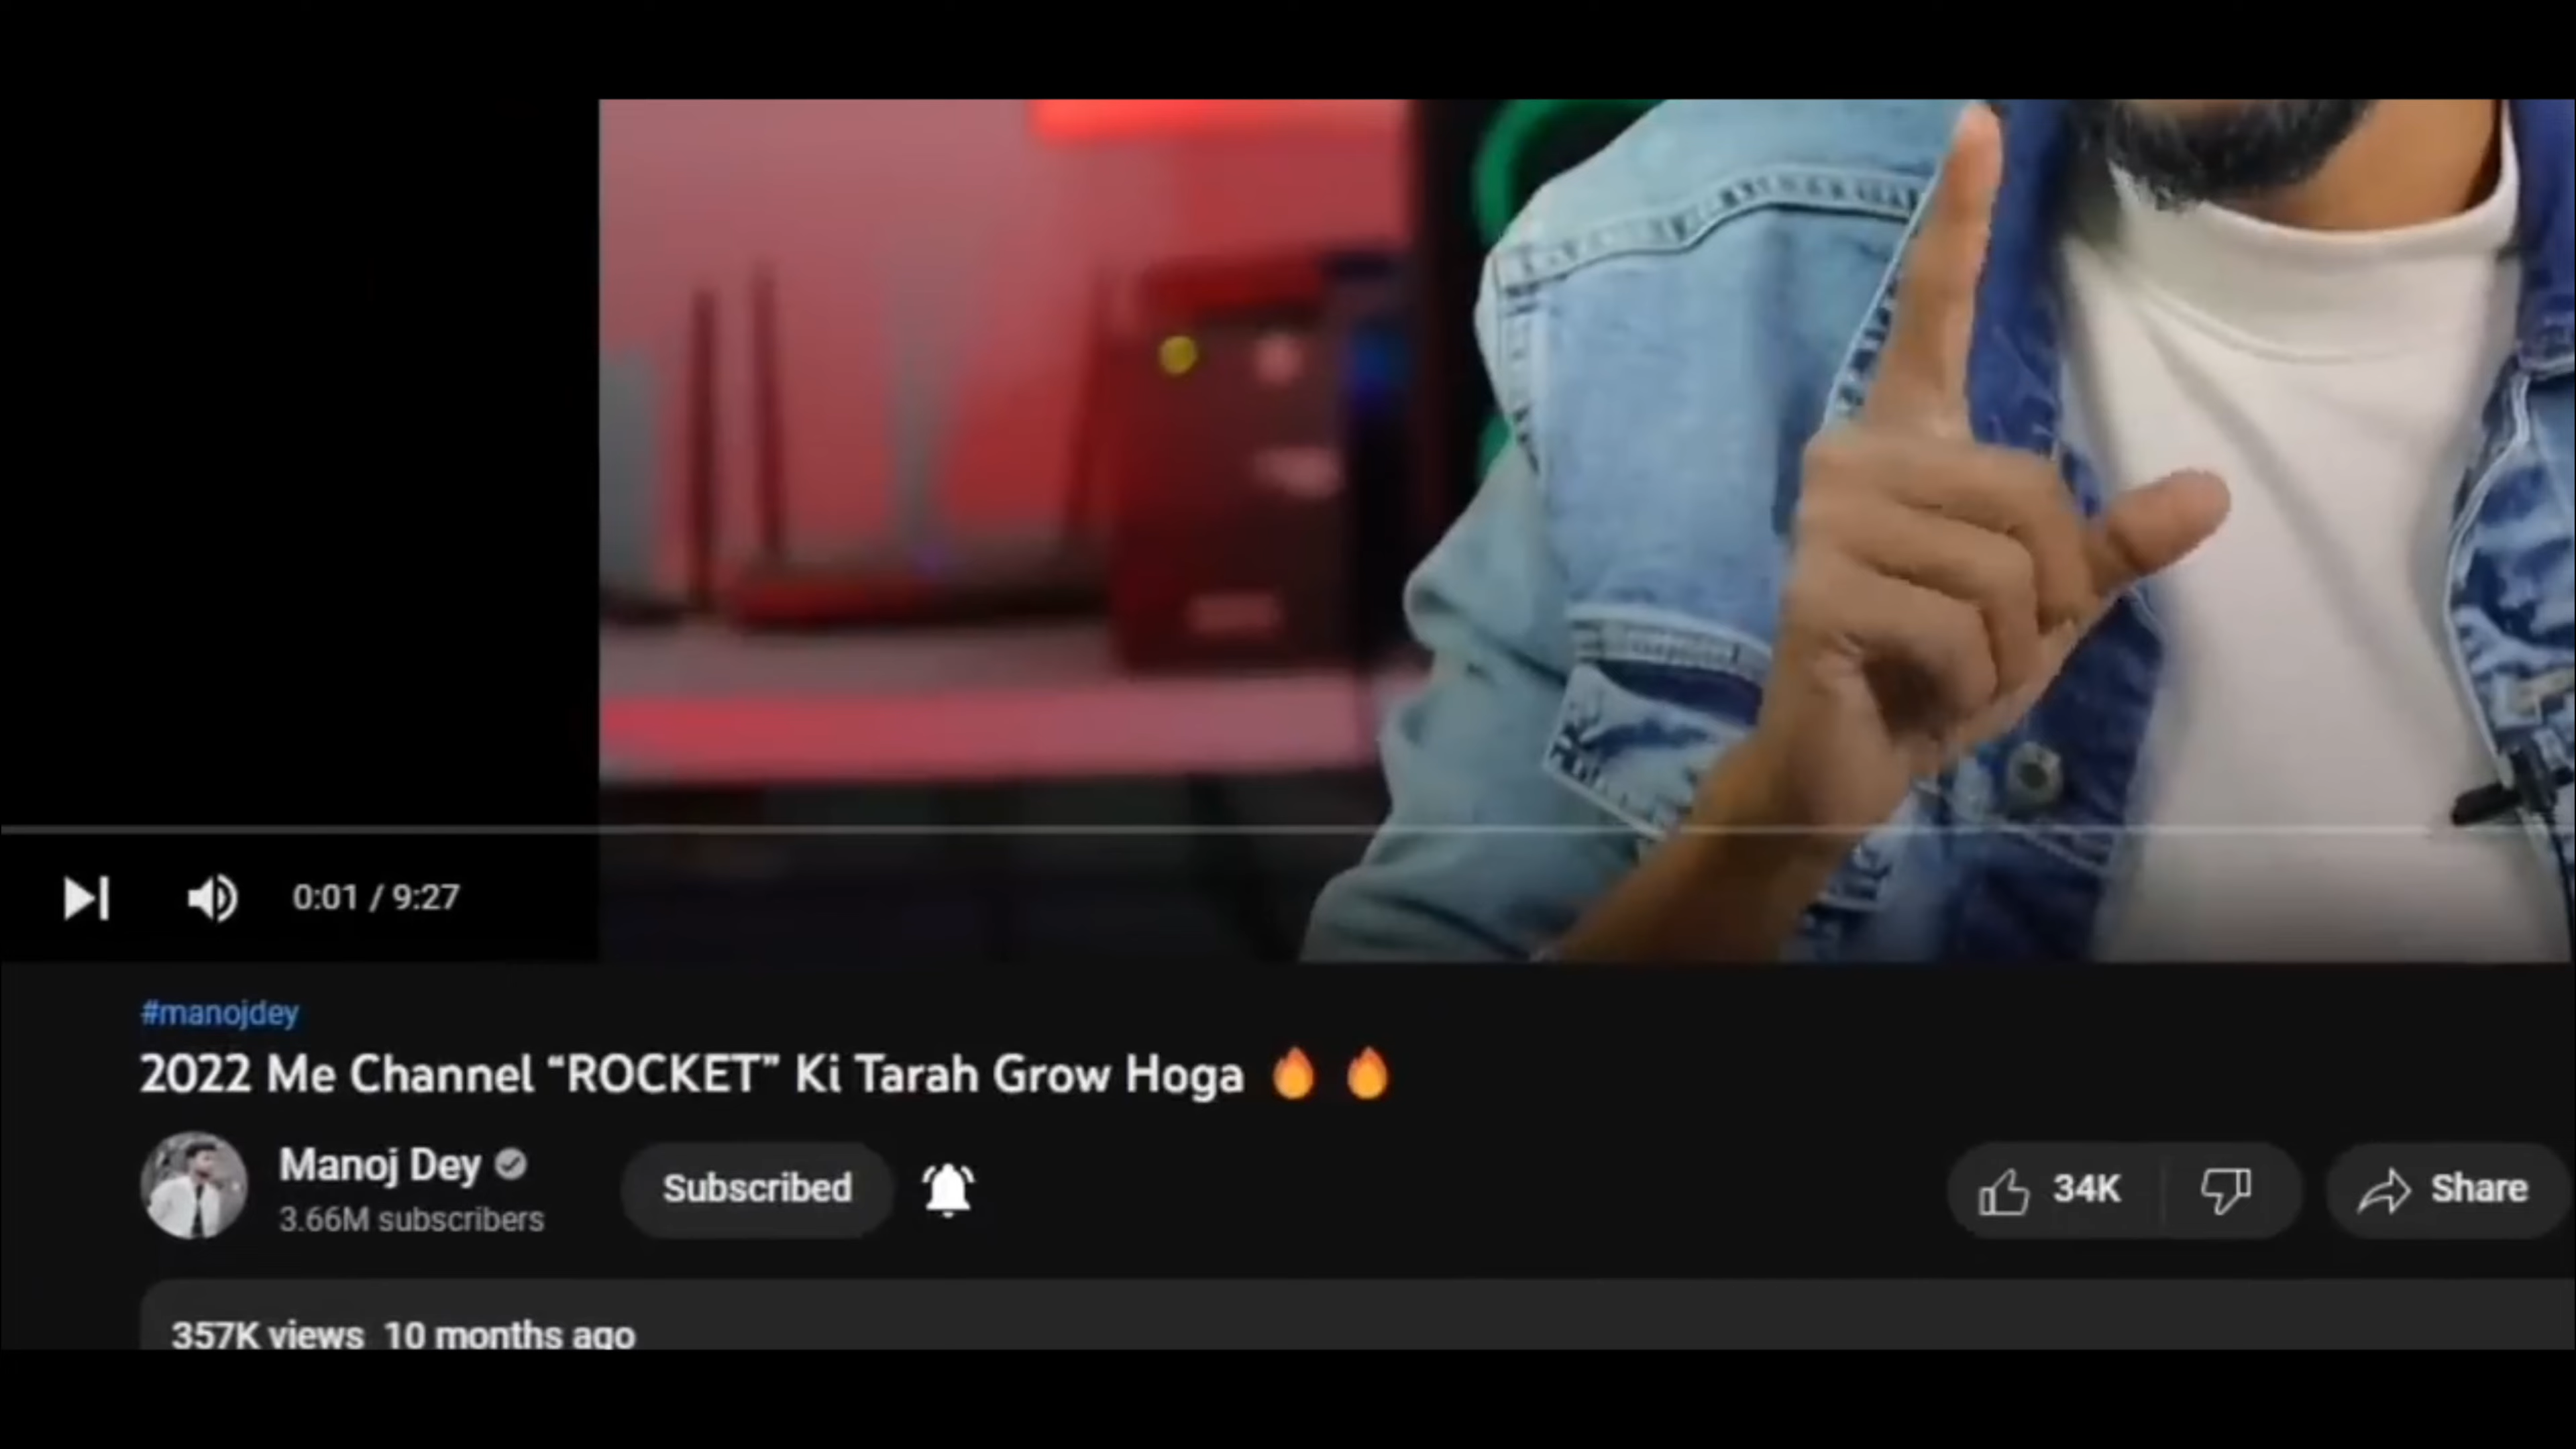 0:01 / 9:27
#manojdey
2022 Me Channel “ROCKET” Ki Tarah Grow Hoga 🔥 🔥
Manoj Dey
3.66M subscribers
Subscribed
34K
Share
357K views 10 months ago